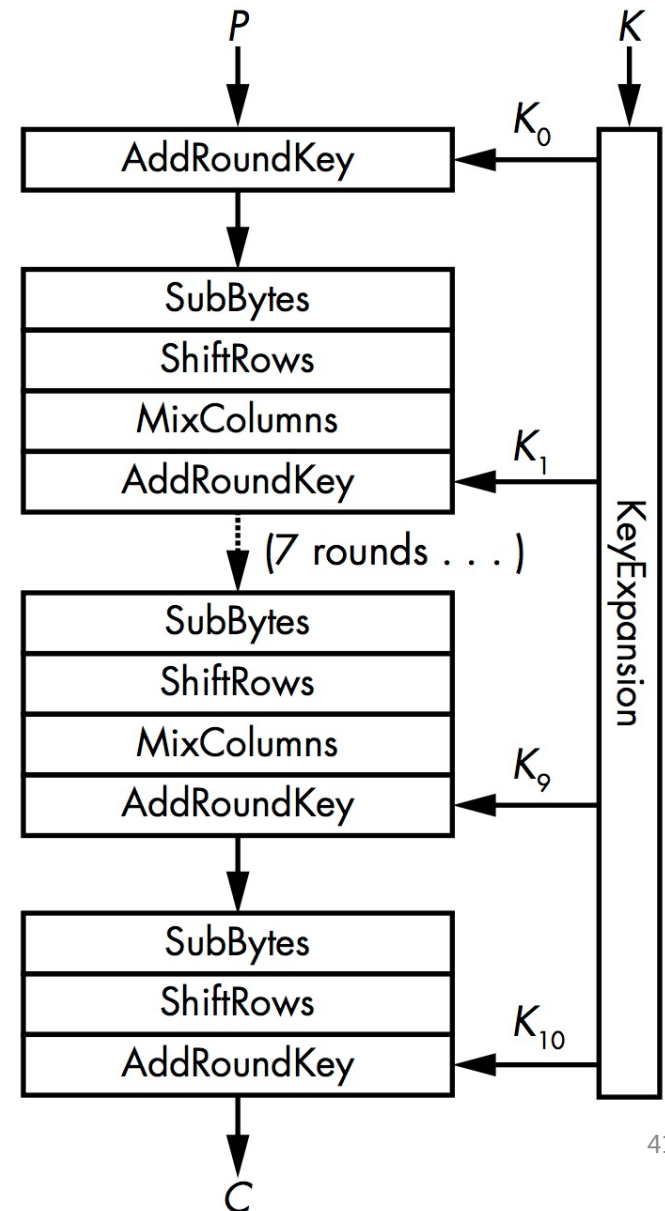 P
K
K₀
AddRoundKey
SubBytes
ShiftRows
MixColumns
K₁
AddRoundKey
(7 rounds . . . )
KeyExpansion
SubBytes
ShiftRows
MixColumns
K₉
AddRoundKey
SubBytes
ShiftRows
K₁₀
AddRoundKey
C